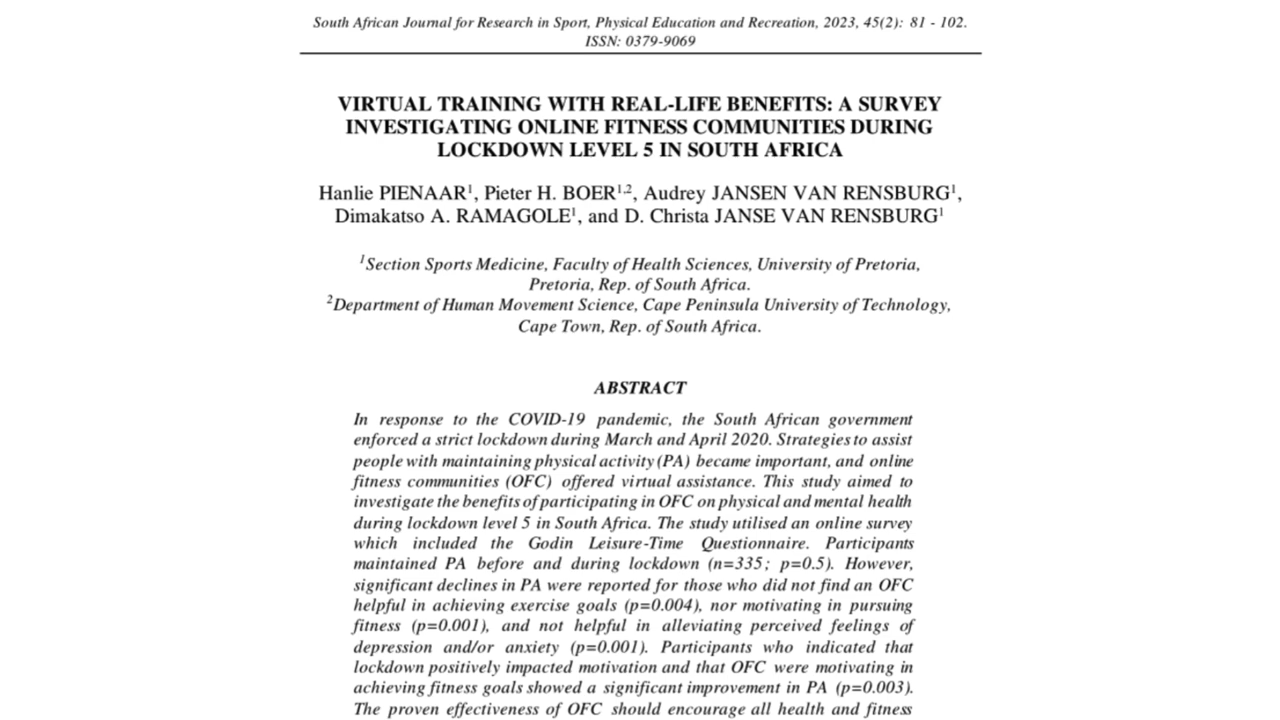 South African Journal for Research in Sport, Physical Education and Recreation, 2023, 45(2): 81 - 102.
ISSN: 0379-9069
VIRTUAL TRAINING WITH REAL-LIFE BENEFITS: A SURVEY
INVESTIGATING ONLINE FITNESS COMMUNITIES DURING
LOCKDOWN LEVEL 5 IN SOUTH AFRICA
Hanlie PIENAAR¹, Pieter H. BOER¹,², Audrey JANSEN VAN RENSBURG¹,
Dimakatso A. RAMAGOLE¹, and D. Christa JANSE VAN RENSBURG¹
¹Section Sports Medicine, Faculty of Health Sciences, University of Pretoria,
Pretoria, Rep. of South Africa.
²Department of Human Movement Science, Cape Peninsula University of Technology,
Cape Town, Rep. of South Africa.
ABSTRACT
In response to the COVID-19 pandemic, the South African government
enforced a strict lockdown during March and April 2020. Strategies to assist
people with maintaining physical activity (PA) became important, and online
fitness communities (OFC) offered virtual assistance. This study aimed to
investigate the benefits of participating in OFC on physical and mental health
during lockdown level 5 in South Africa. The study utilised an online survey
which included the Godin Leisure-Time Questionnaire. Participants
maintained PA before and during lockdown (n=335; p=0.5). However,
significant declines in PA were reported for those who did not find an OFC
helpful in achieving exercise goals (p=0.004), nor motivating in pursuing
fitness (p=0.001), and not helpful in alleviating perceived feelings of
depression and/or anxiety (p=0.001). Participants who indicated that
lockdown positively impacted motivation and that OFC were motivating in
achieving fitness goals showed a significant improvement in PA (p=0.003).
The proven effectiveness of OFC should encourage all health and fitness